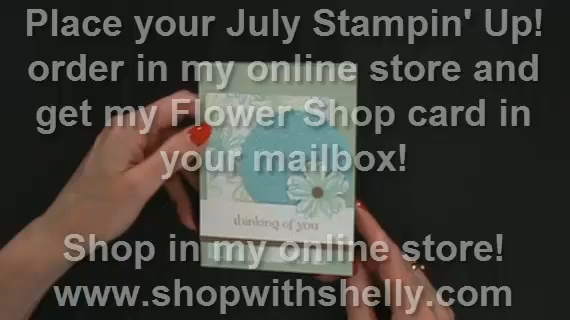 Place your July Stampin' Up!
order in my online store and
get my Flower Shop card in
your mailbox!
thinking of you
Shop in my online store!
www.shopwithshelly.com